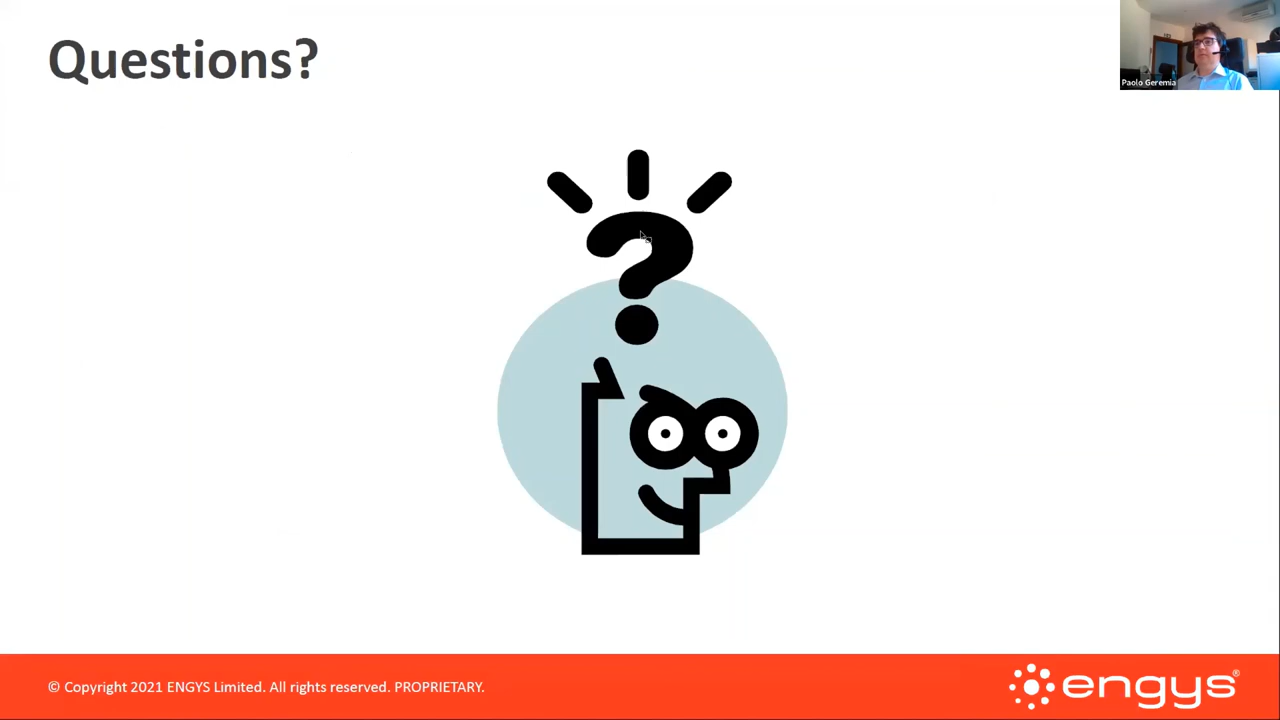 Questions?
Paolo Geremia
© Copyright 2021 ENGYS Limited. All rights reserved. PROPRIETARY.
engys®